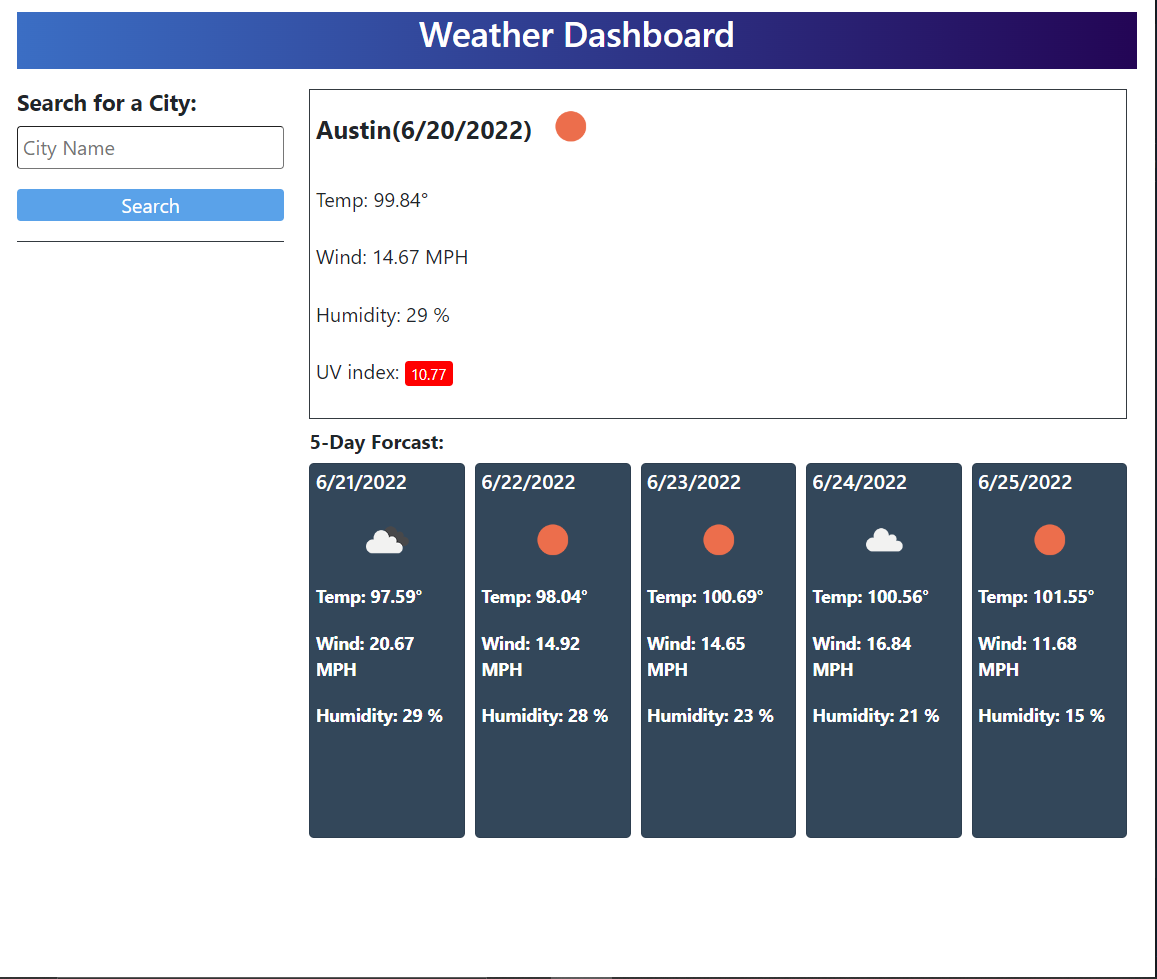 Weather Dashboard
Search for a City:
City Name
Search
Austin(6/20/2022)
Temp: 99.84°
Wind: 14.67 MPH
Humidity: 29 %
UV index: 10.77
5-Day Forcast:
6/21/2022
Temp: 97.59°
Wind: 20.67
MPH
Humidity: 29 %
6/22/2022
Temp: 98.04°
Wind: 14.92
MPH
Humidity: 28 %
6/23/2022
Temp: 100.69°
Wind: 14.65
MPH
Humidity: 23 %
6/24/2022
Temp: 100.56°
Wind: 16.84
MPH
Humidity: 21 %
6/25/2022
Temp: 101.55°
Wind: 11.68
MPH
Humidity: 15 %